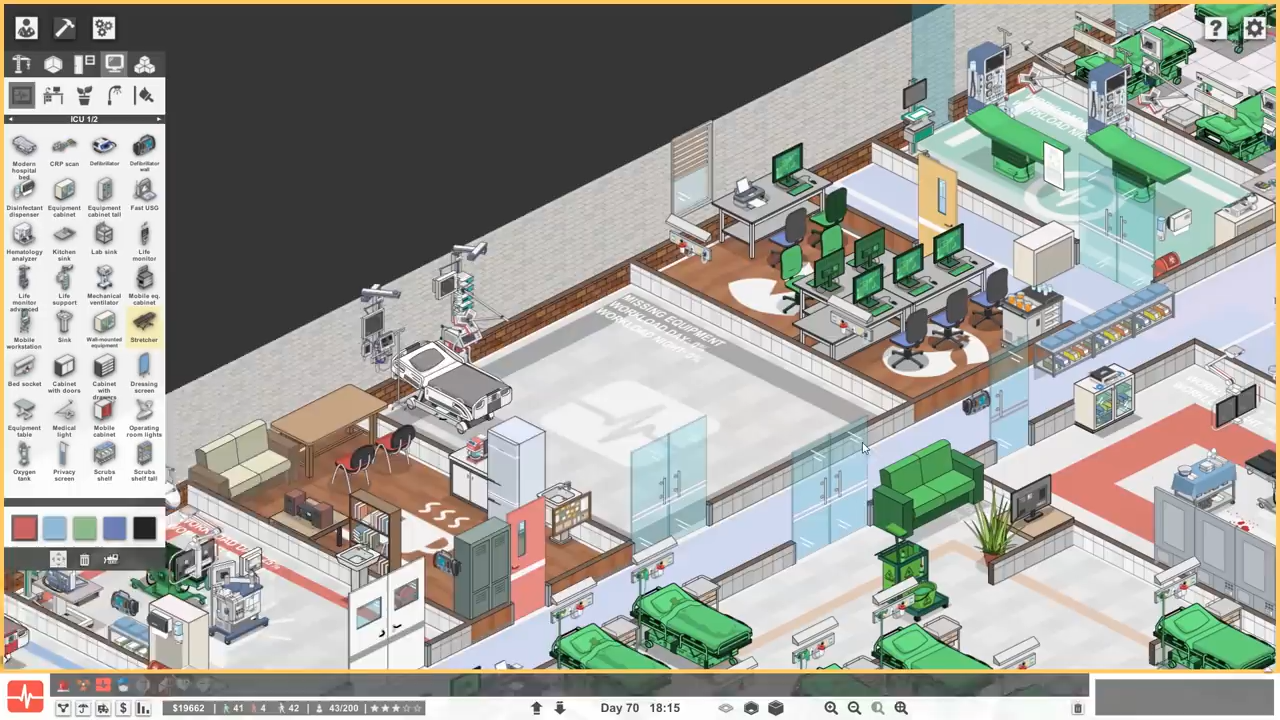 ICU 1/2
Modern hospital bed
CRP scan
Defibrillator
Defibrillator wall
Disinfectant dispenser
Equipment cabinet
Equipment cabinet tall
Fast USG
Hematology analyzer
Kitchen sink
Lab sink
Life monitor
Life monitor advanced
Life support
Mechanical ventilator
Mobile eq. cabinet
Mobile workstation
Sink
Wall-mounted equipment
Stretcher
Bed socket
Cabinet with doors
Cabinet with drawers
Dressing screen
Equipment table
Medical light
Mobile cabinet
Operating room lights
Oxygen tank
Privacy screen
Scrubs shelf
Scrubs shelf tall
MISSING EQUIPMENT
WORKLOAD DAY
WORKLOAD NIGHT
$19662
41
4
42
43/200
Day 70 18:15